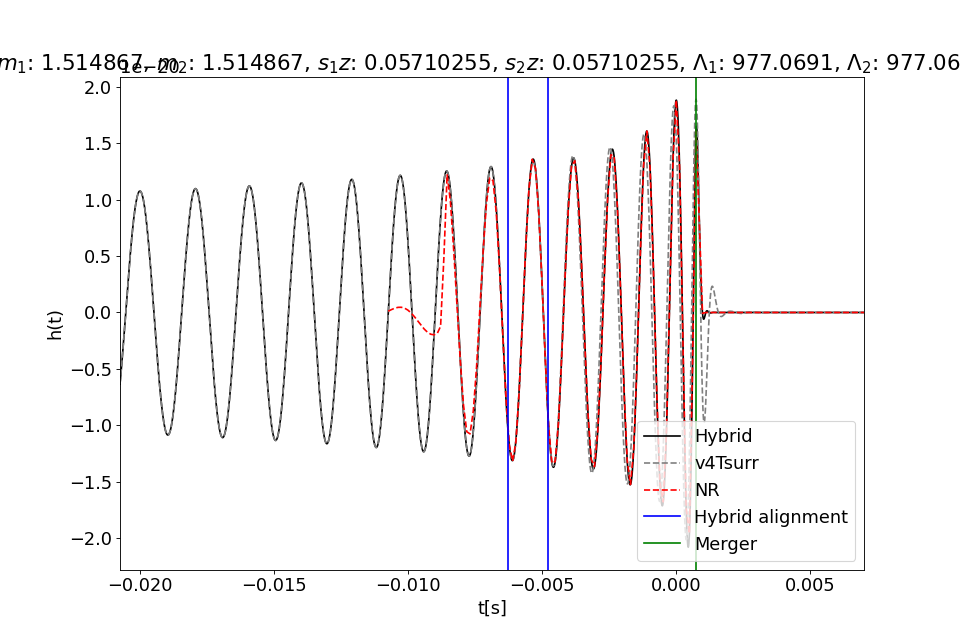 m₁: 1.514867, m₂: 1.514867, s₁z: 0.05710255, s₂z: 0.05710255, Λ₁: 977.0691, Λ₂: 977.06
1e−20
2.0
1.5
1.0
0.5
0.0
−0.5
−1.0
−1.5
−2.0
h(t)
Hybrid
v4Tsurr
NR
Hybrid alignment
Merger
−0.020
−0.015
−0.010
−0.005
0.000
0.005
t[s]